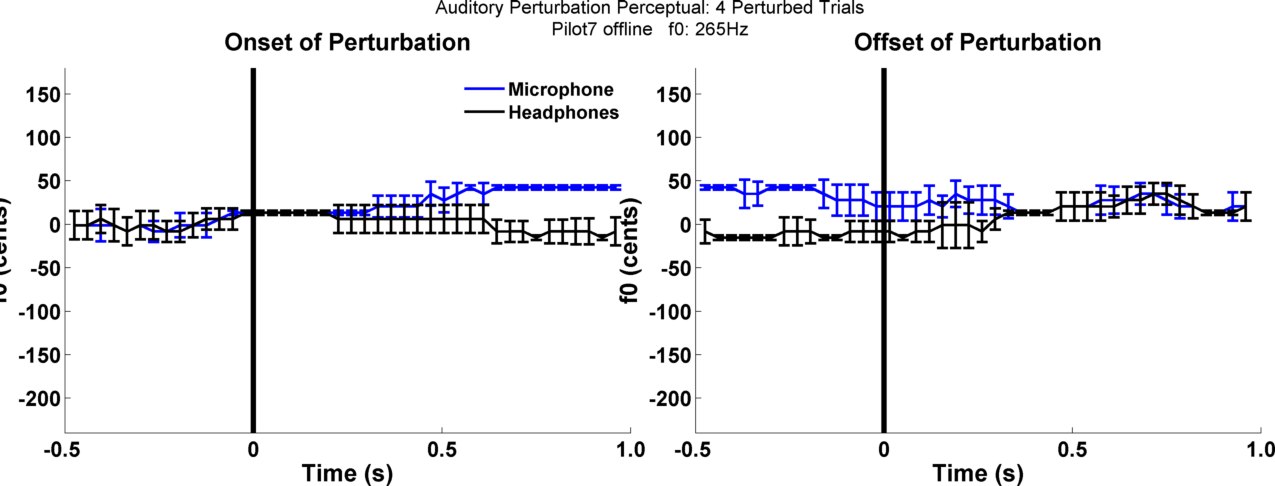 Auditory Perturbation Perceptual: 4 Perturbed Trials
Pilot7 offline f0: 265Hz
Onset of Perturbation
Offset of Perturbation
Microphone
Headphones
150
100
50
0
-50
-100
-150
-200
f0 (cents)
-0.5
0
0.5
1.0
Time (s)
150
100
50
0
-50
-100
-150
-200
f0 (cents)
-0.5
0
0.5
1.0
Time (s)